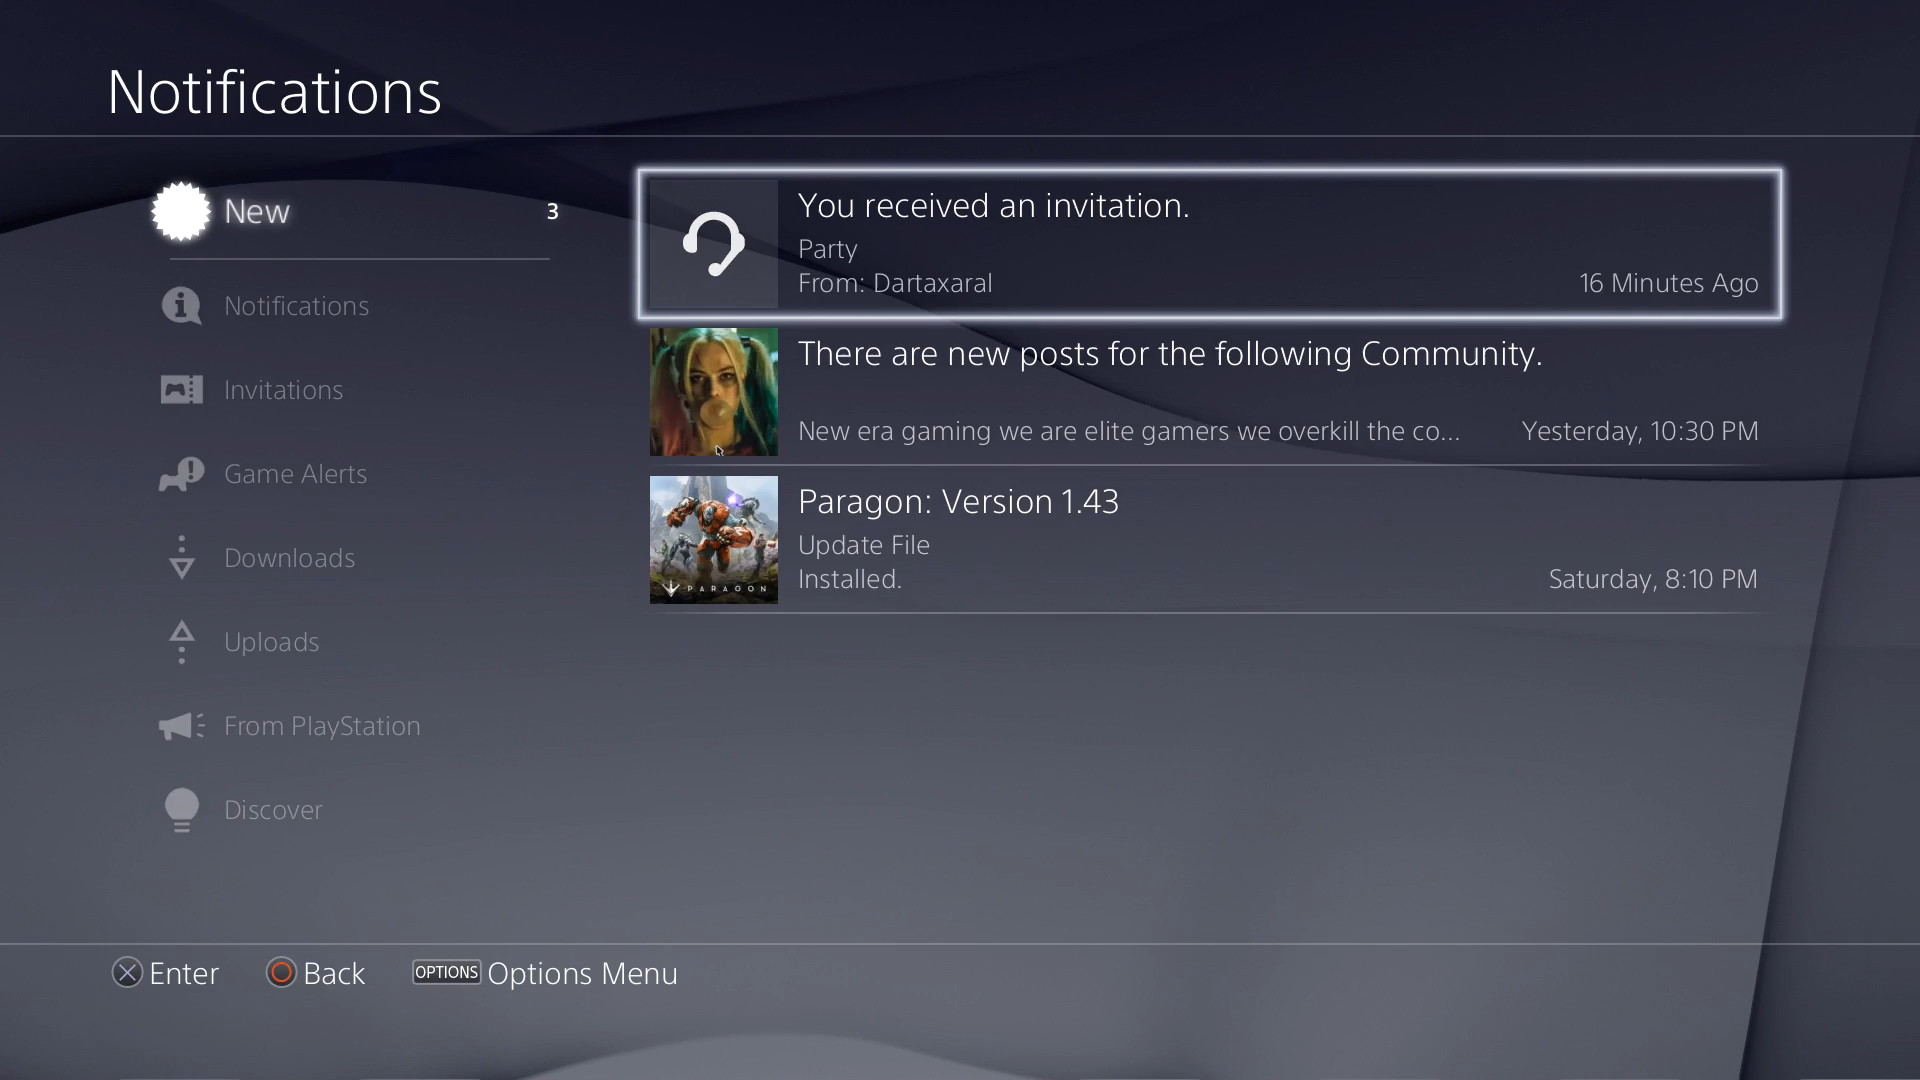 Notifications
New 3
Notifications
Invitations
Game Alerts
Downloads
Uploads
From PlayStation
Discover
You received an invitation.
Party
From: Dartaxaral 16 Minutes Ago
There are new posts for the following Community.
New era gaming we are elite gamers we overkill the co... Yesterday, 10:30 PM
PARAGON
Paragon: Version 1.43
Update File
Installed. Saturday, 8:10 PM
Enter Back OPTIONS Options Menu